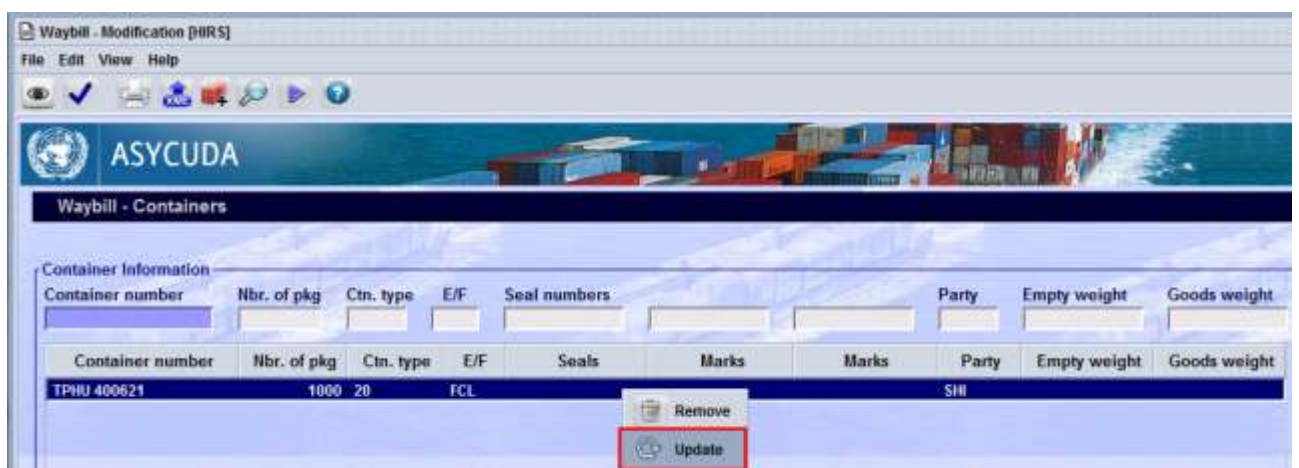 Waybill - Modification [HIRS]
File Edit View Help
XML
ASYCUDA
Waybill - Containers
Container Information
Container number Nbr. of pkg Ctn. type E/F Seal numbers Party Empty weight Goods weight
Container number Nbr. of pkg Ctn. type E/F Seals Marks Marks Party Empty weight Goods weight
TPHU 400621 1000 20 FCL SHI
Remove
Update